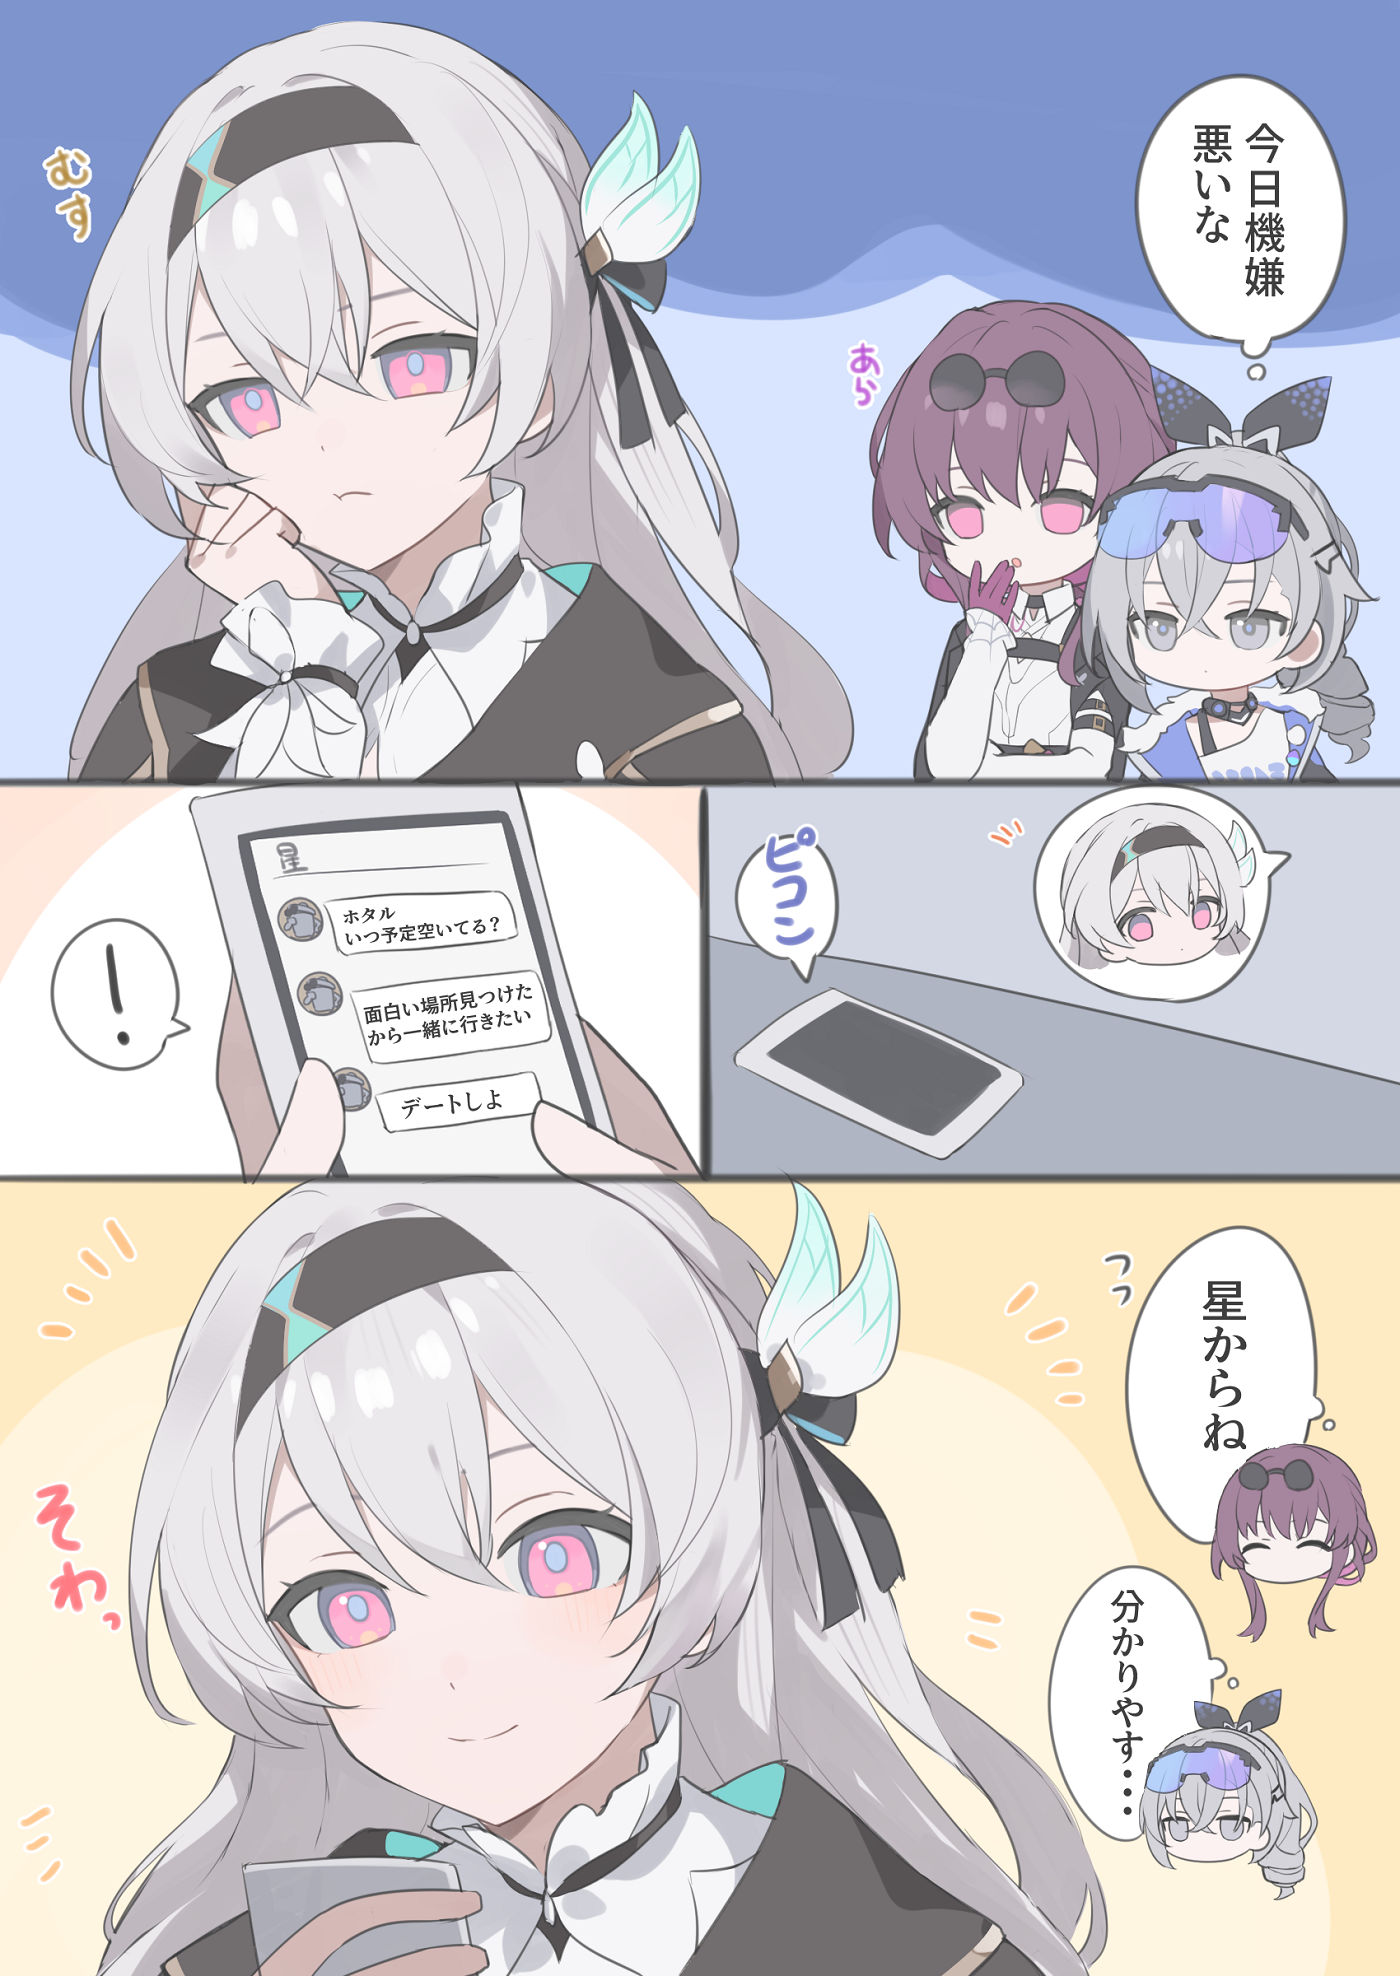 今日機嫌
悪いな
あら
むす
ピコン
星
ホタル
いつ予定空いてる？
面白い場所見つけた
から一緒に行きたい
デートしよ
！
星からね
フフ
分かりやす……
そわっ